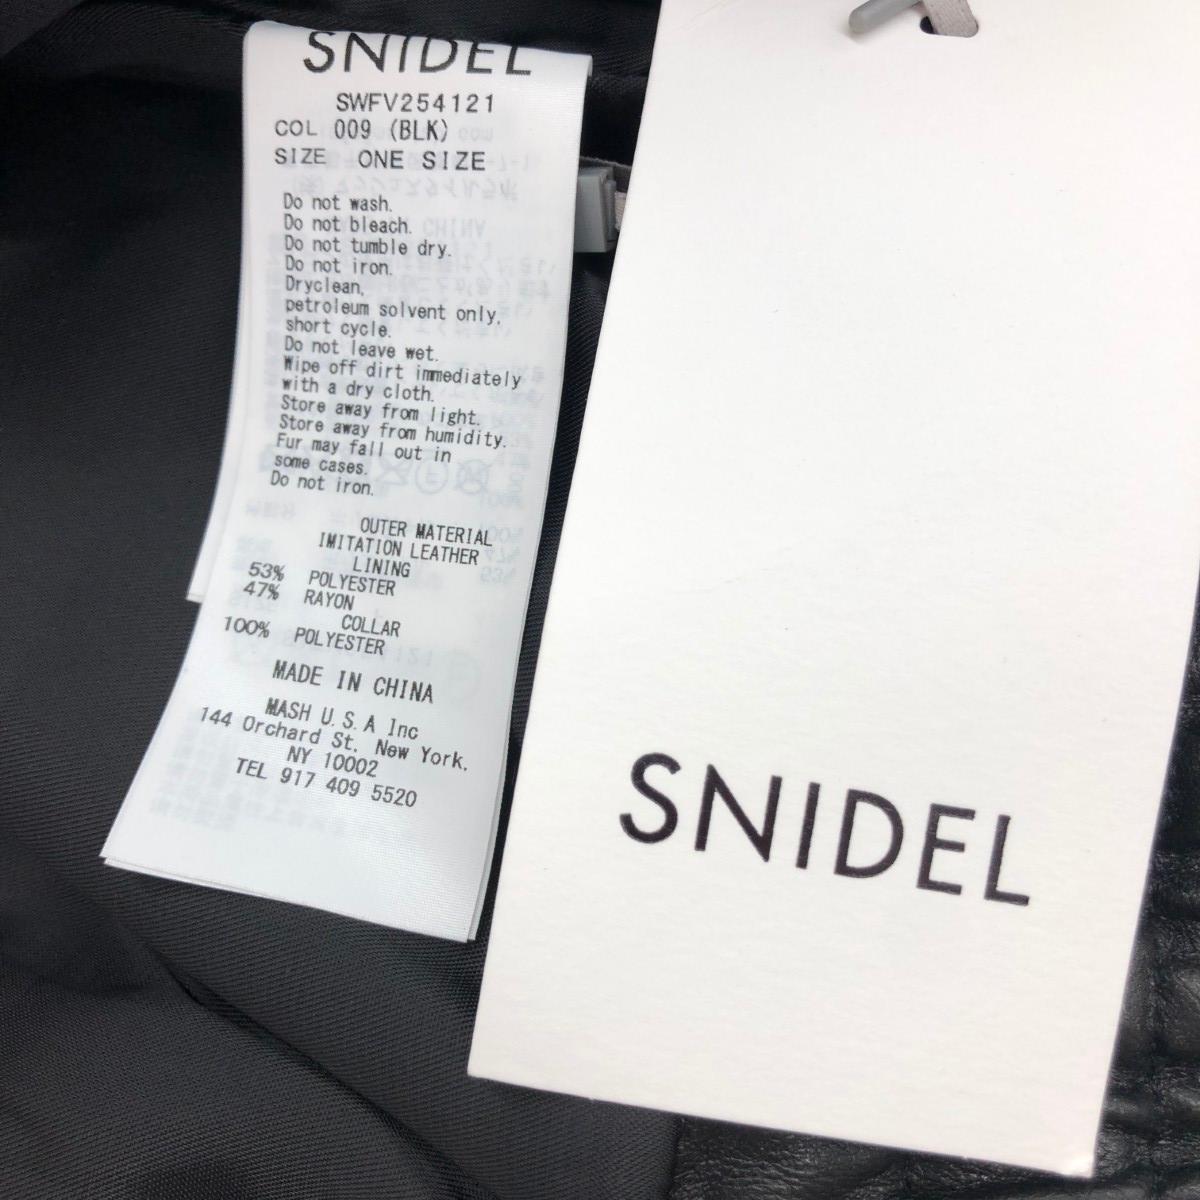 SNIDEL
SWFV254121
COL 009 (BLK)
SIZE ONE SIZE
Do not wash.
Do not bleach.
Do not tumble dry.
Do not iron.
Dryclean,
petroleum solvent only,
short cycle.
Do not leave wet.
Wipe off dirt immediately
with a dry cloth.
Store away from light.
Store away from humidity.
Fur may fall out in
some cases.
Do not iron.
OUTER MATERIAL
IMITATION LEATHER
LINING
53% POLYESTER
47% RAYON
COLLAR
100% POLYESTER
MADE IN CHINA
MASH U.S.A Inc
144 Orchard St. New York.
NY 10002
TEL 917 409 5520
SNIDEL